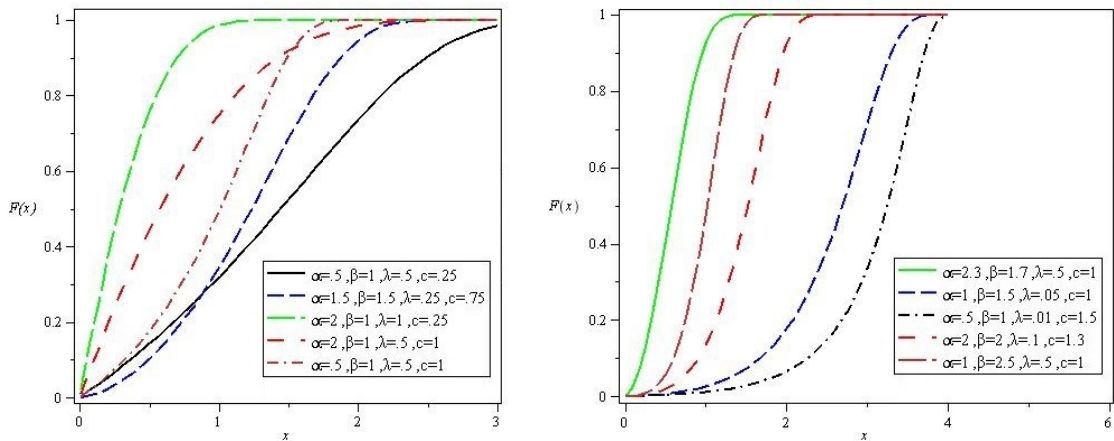 1
0.8
0.6
F(x)
0.4
0.2
0
0
1
2
3
x
α=.5 ,β=1 ,λ=.5 ,c=.25
α=1.5 ,β=1.5 ,λ=.25 ,c=.75
α=2 ,β=1 ,λ=1 ,c=.25
α=2 ,β=1 ,λ=.5 ,c=1
α=.5 ,β=1 ,λ=.5 ,c=1
1
0.8
0.6
F(x)
0.4
0.2
0
0
2
4
6
x
α=2.3 ,β=1.7 ,λ=.5 ,c=1
α=1 ,β=1.5 ,λ=.05 ,c=1
α=.5 ,β=1 ,λ=.01 ,c=1.5
α=2 ,β=2 ,λ=.1 ,c=1.3
α=1 ,β=2.5 ,λ=.5 ,c=1